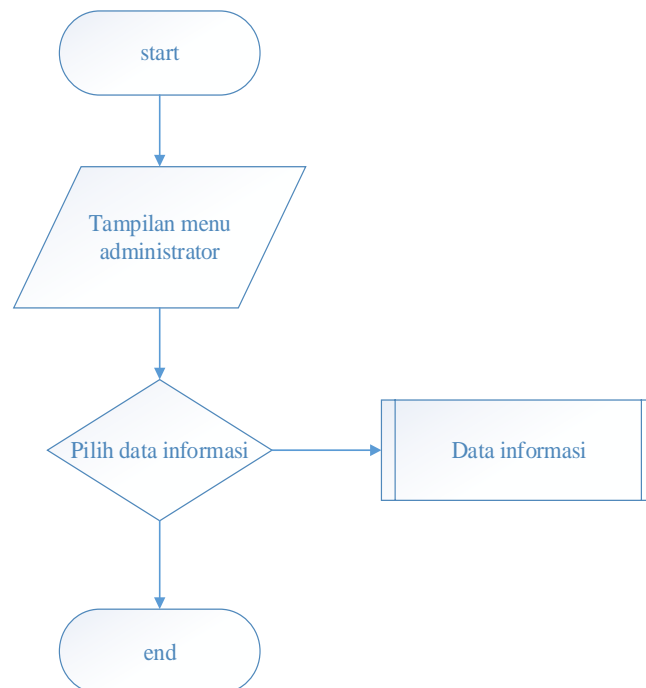 start
Tampilan menu
administrator
Pilih data informasi
Data informasi
end